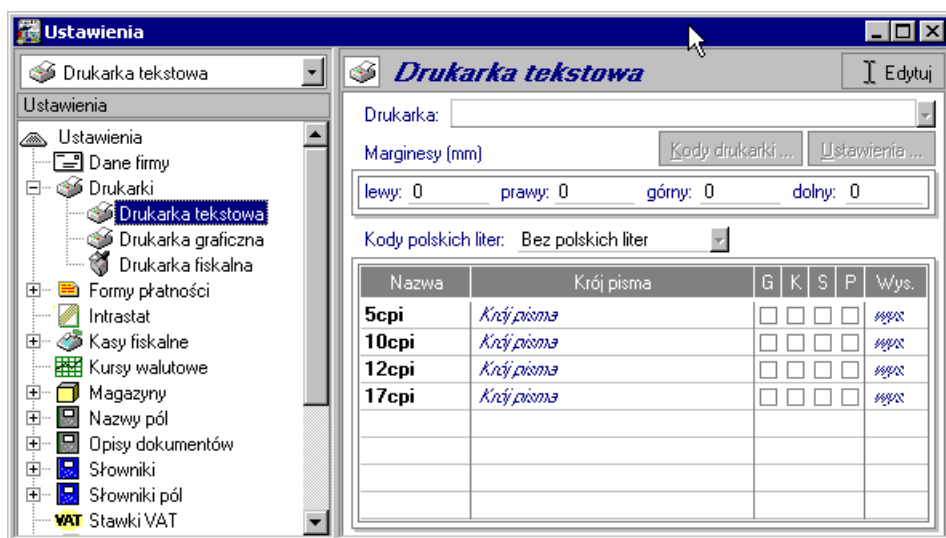 Ustawienia
Drukarka tekstowa
Ustawienia
Ustawienia
Dane firmy
Drukarki
Drukarka tekstowa
Drukarka graficzna
Drukarka fiskalna
Formy płatności
Intrastat
Kasy fiskalne
Kursy walutowe
Magazyny
Nazwy pól
Opisy dokumentów
Słowniki
Słowniki pól
VAT Stawki VAT
Drukarka tekstowa Edytuj
Drukarka:
Marginesy (mm) Kody drukarki ... Ustawienia ...
lewy: 0 prawy: 0 górny: 0 dolny: 0
Kody polskich liter: Bez polskich liter
Nazwa Krój pisma G K S P Wys.
5cpi Krój pisma wys.
10cpi Krój pisma wys.
12cpi Krój pisma wys.
17cpi Krój pisma wys.